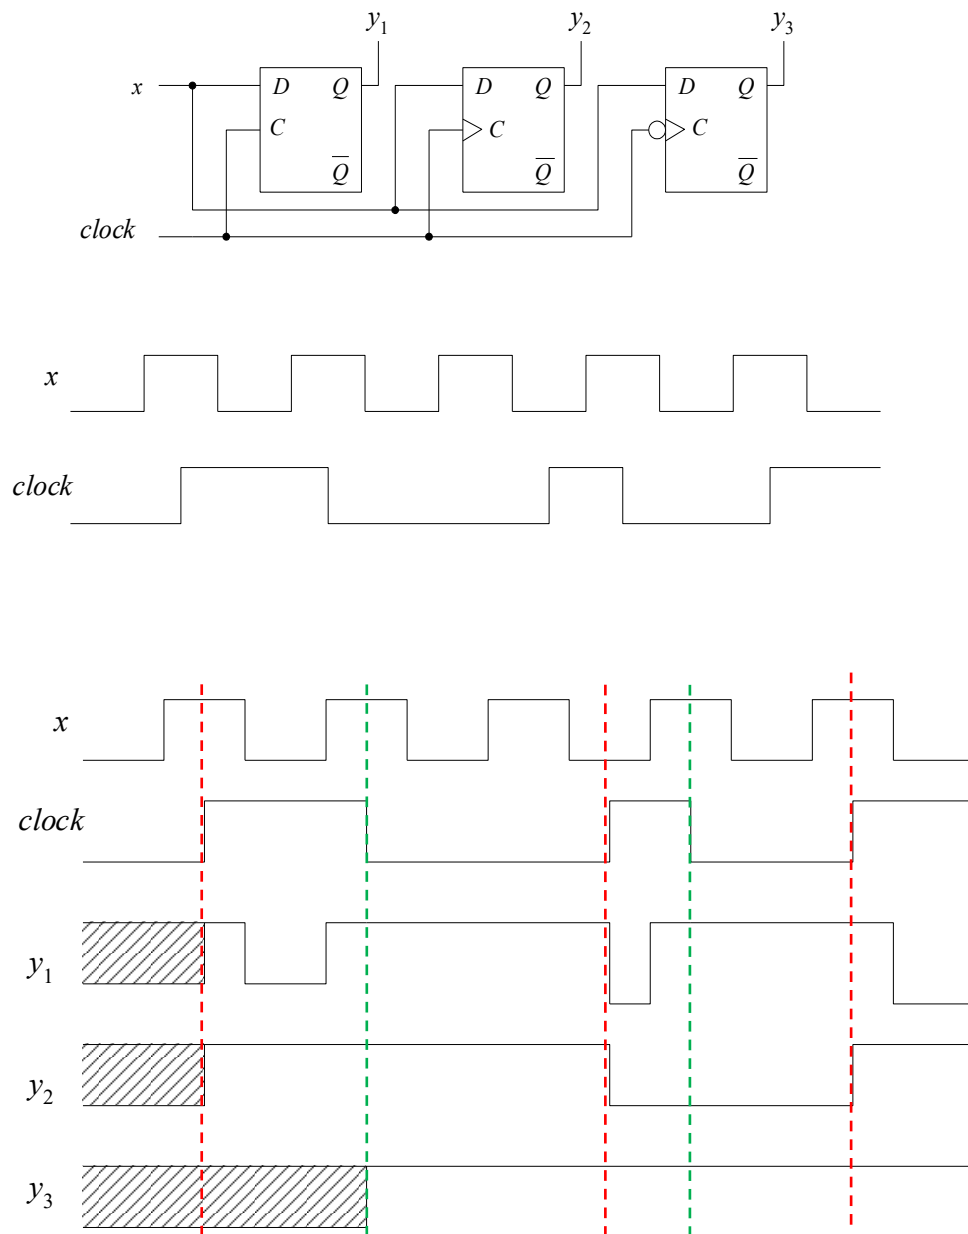 y₁ y₂ y₃
x D Q D Q D Q
C C C
Q̅ Q̅ Q̅
clock
x
clock
x
clock
y₁
y₂
y₃